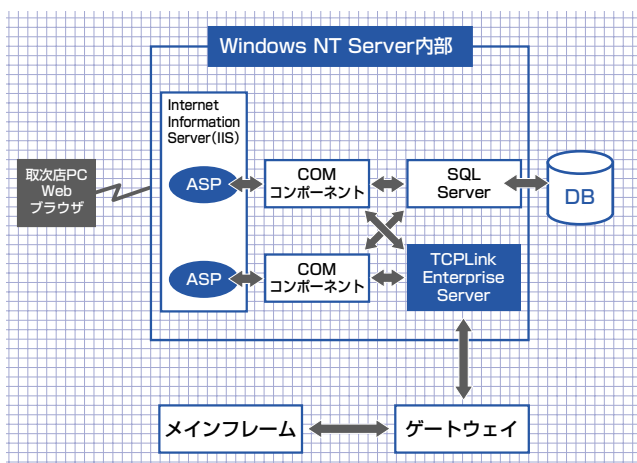 Windows NT Server内部
Internet
Information
Server(IIS)
取次店PC
Web
ブラウザ
ASP
COM
コンポーネント
SQL
Server
DB
ASP
COM
コンポーネント
TCPLink
Enterprise
Server
メインフレーム
ゲートウェイ